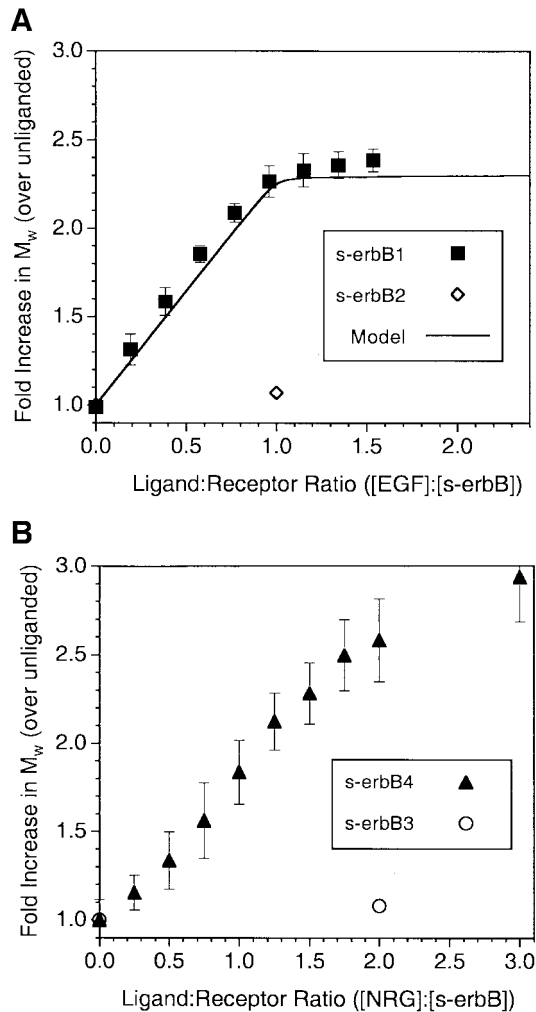 A
Fold Increase in Mw (over unliganded)
3.0
2.5
2.0
1.5
1.0
s-erbB1
s-erbB2
Model
0.0 0.5 1.0 1.5 2.0
Ligand:Receptor Ratio ([EGF]:[s-erbB])
B
Fold Increase in Mw (over unliganded)
3.0
2.5
2.0
1.5
1.0
s-erbB4
s-erbB3
0.0 0.5 1.0 1.5 2.0 2.5 3.0
Ligand:Receptor Ratio ([NRG]:[s-erbB])